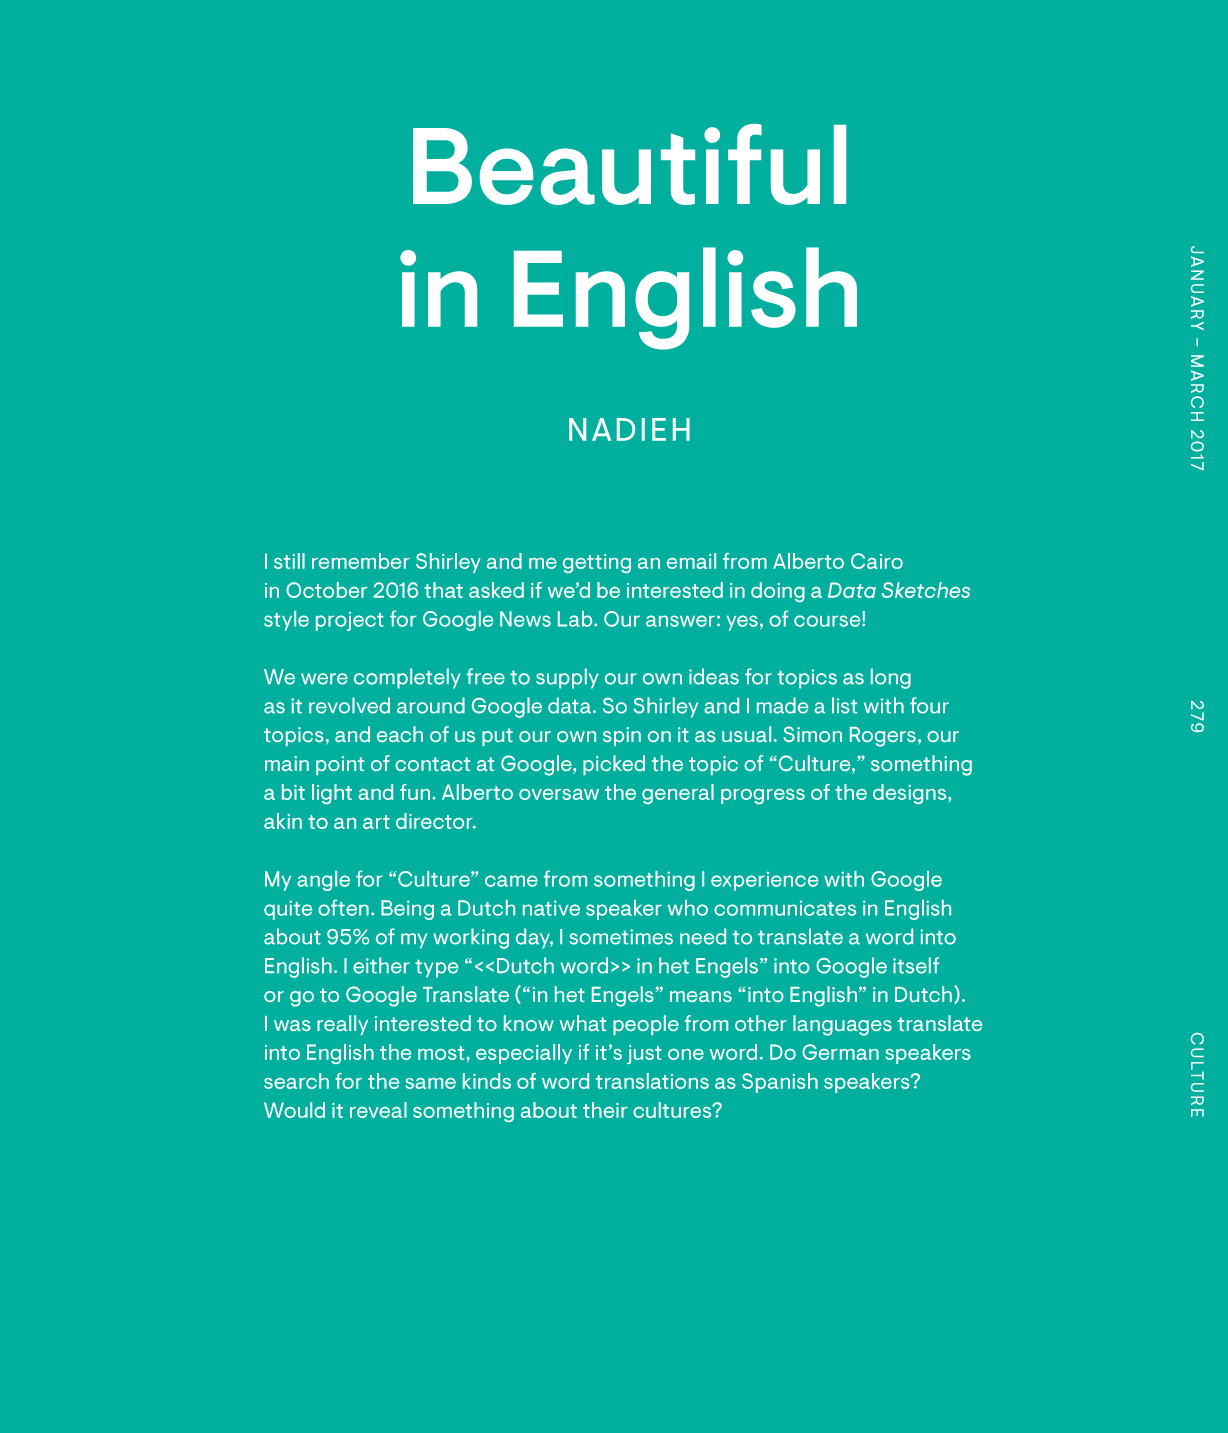 Beautiful
in English
NADIEH
I still remember Shirley and me getting an email from Alberto Cairo
in October 2016 that asked if we’d be interested in doing a Data Sketches
style project for Google News Lab. Our answer: yes, of course!
We were completely free to supply our own ideas for topics as long
as it revolved around Google data. So Shirley and I made a list with four
topics, and each of us put our own spin on it as usual. Simon Rogers, our
main point of contact at Google, picked the topic of “Culture,” something
a bit light and fun. Alberto oversaw the general progress of the designs,
akin to an art director.
My angle for “Culture” came from something I experience with Google
quite often. Being a Dutch native speaker who communicates in English
about 95% of my working day, I sometimes need to translate a word into
English. I either type “<<Dutch word>> in het Engels” into Google itself
or go to Google Translate (“in het Engels” means “into English” in Dutch).
I was really interested to know what people from other languages translate
into English the most, especially if it’s just one word. Do German speakers
search for the same kinds of word translations as Spanish speakers?
Would it reveal something about their cultures?
JANUARY – MARCH 2017
279
CULTURE